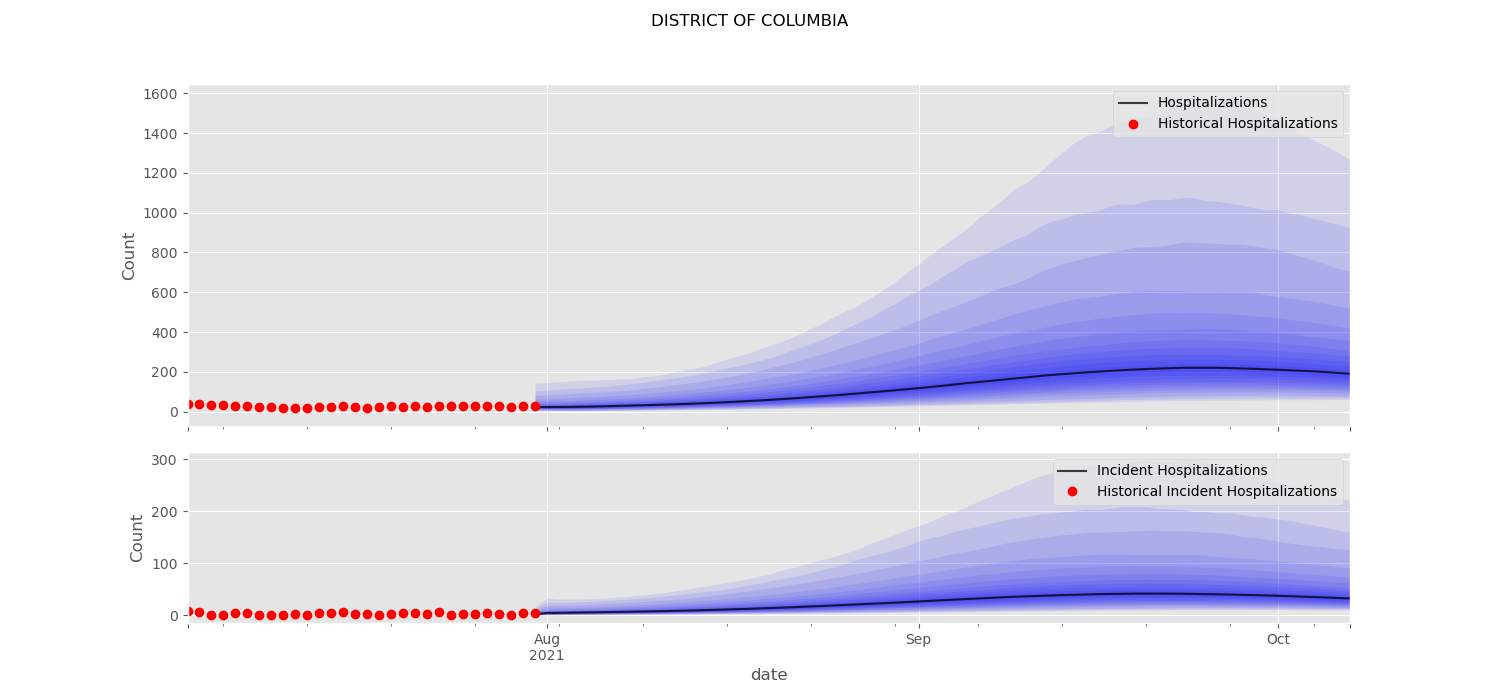 DISTRICT OF COLUMBIA
1600
1400
1200
1000
800
600
400
200
0
Count
Hospitalizations
Historical Hospitalizations
300
200
100
0
Count
Incident Hospitalizations
Historical Incident Hospitalizations
Aug
2021
Sep
Oct
date